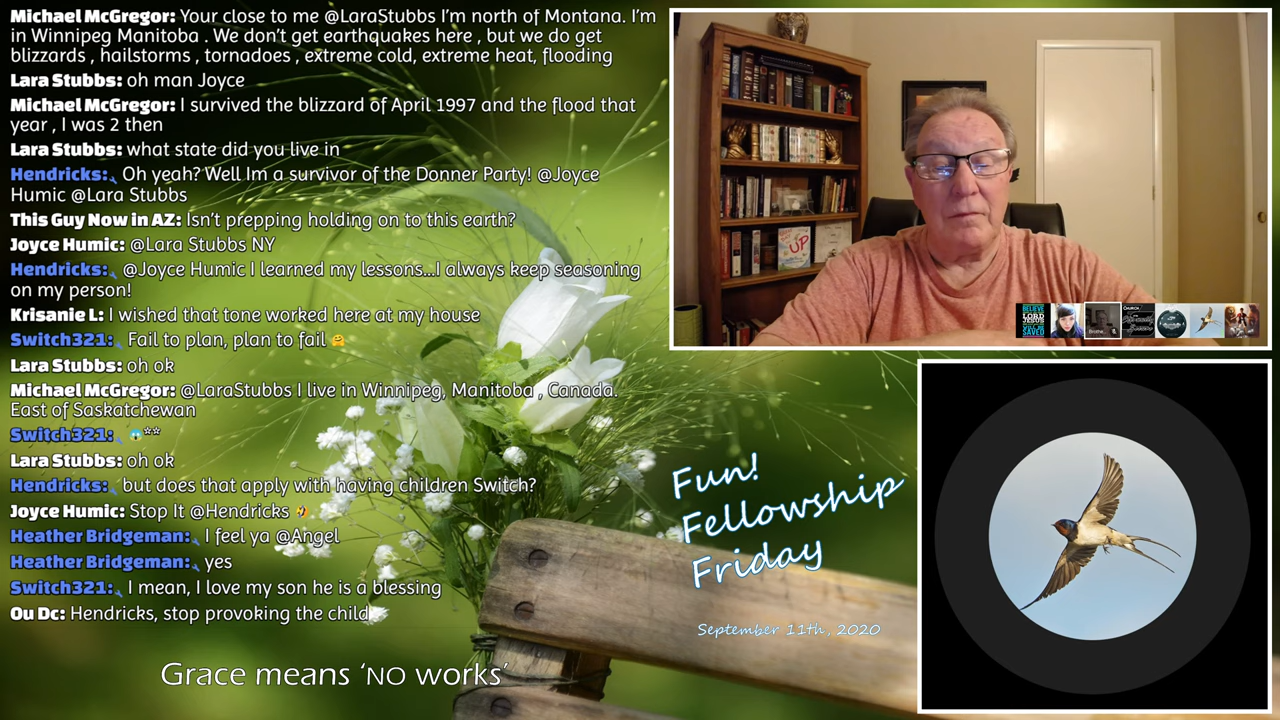 Michael McGregor: Your close to me @LaraStubbs I'm north of Montana. I'm
in Winnipeg Manitoba . We don't get earthquakes here , but we do get
blizzards , hailstorms , tornadoes , extreme cold, extreme heat, flooding
Lara Stubbs: oh man Joyce
Michael McGregor: I survived the blizzard of April 1997 and the flood that
year , I was 2 then
Lara Stubbs: what state did you live in
Hendricks: Oh yeah? Well Im a survivor of the Donner Party! @Joyce
Humic @Lara Stubbs
This Guy Now in AZ: Isn't prepping holding on to this earth?
Joyce Humic: @Lara Stubbs NY
Hendricks: @Joyce Humic I learned my lessons...I always keep seasoning
on my person!
Krisanie L: I wished that tone worked here at my house
Switch321: Fail to plan, plan to fail 🤗
Lara Stubbs: oh ok
Michael McGregor: @LaraStubbs I live in Winnipeg, Manitoba , Canada.
East of Saskatchewan
Switch321: 😱**
Lara Stubbs: oh ok
Hendricks: but does that apply with having children Switch?
Joyce Humic: Stop It @Hendricks 🤣
Heather Bridgeman: I feel ya @Angel
Heather Bridgeman: yes
Switch321: I mean, I love my son he is a blessing
Ou Dc: Hendricks, stop provoking the child
Grace means 'NO works'
UP
BELIEVE
LORD
JESUS
SAVED
CHURCH
Fun!
Fellowship
Friday
September 11th, 2020